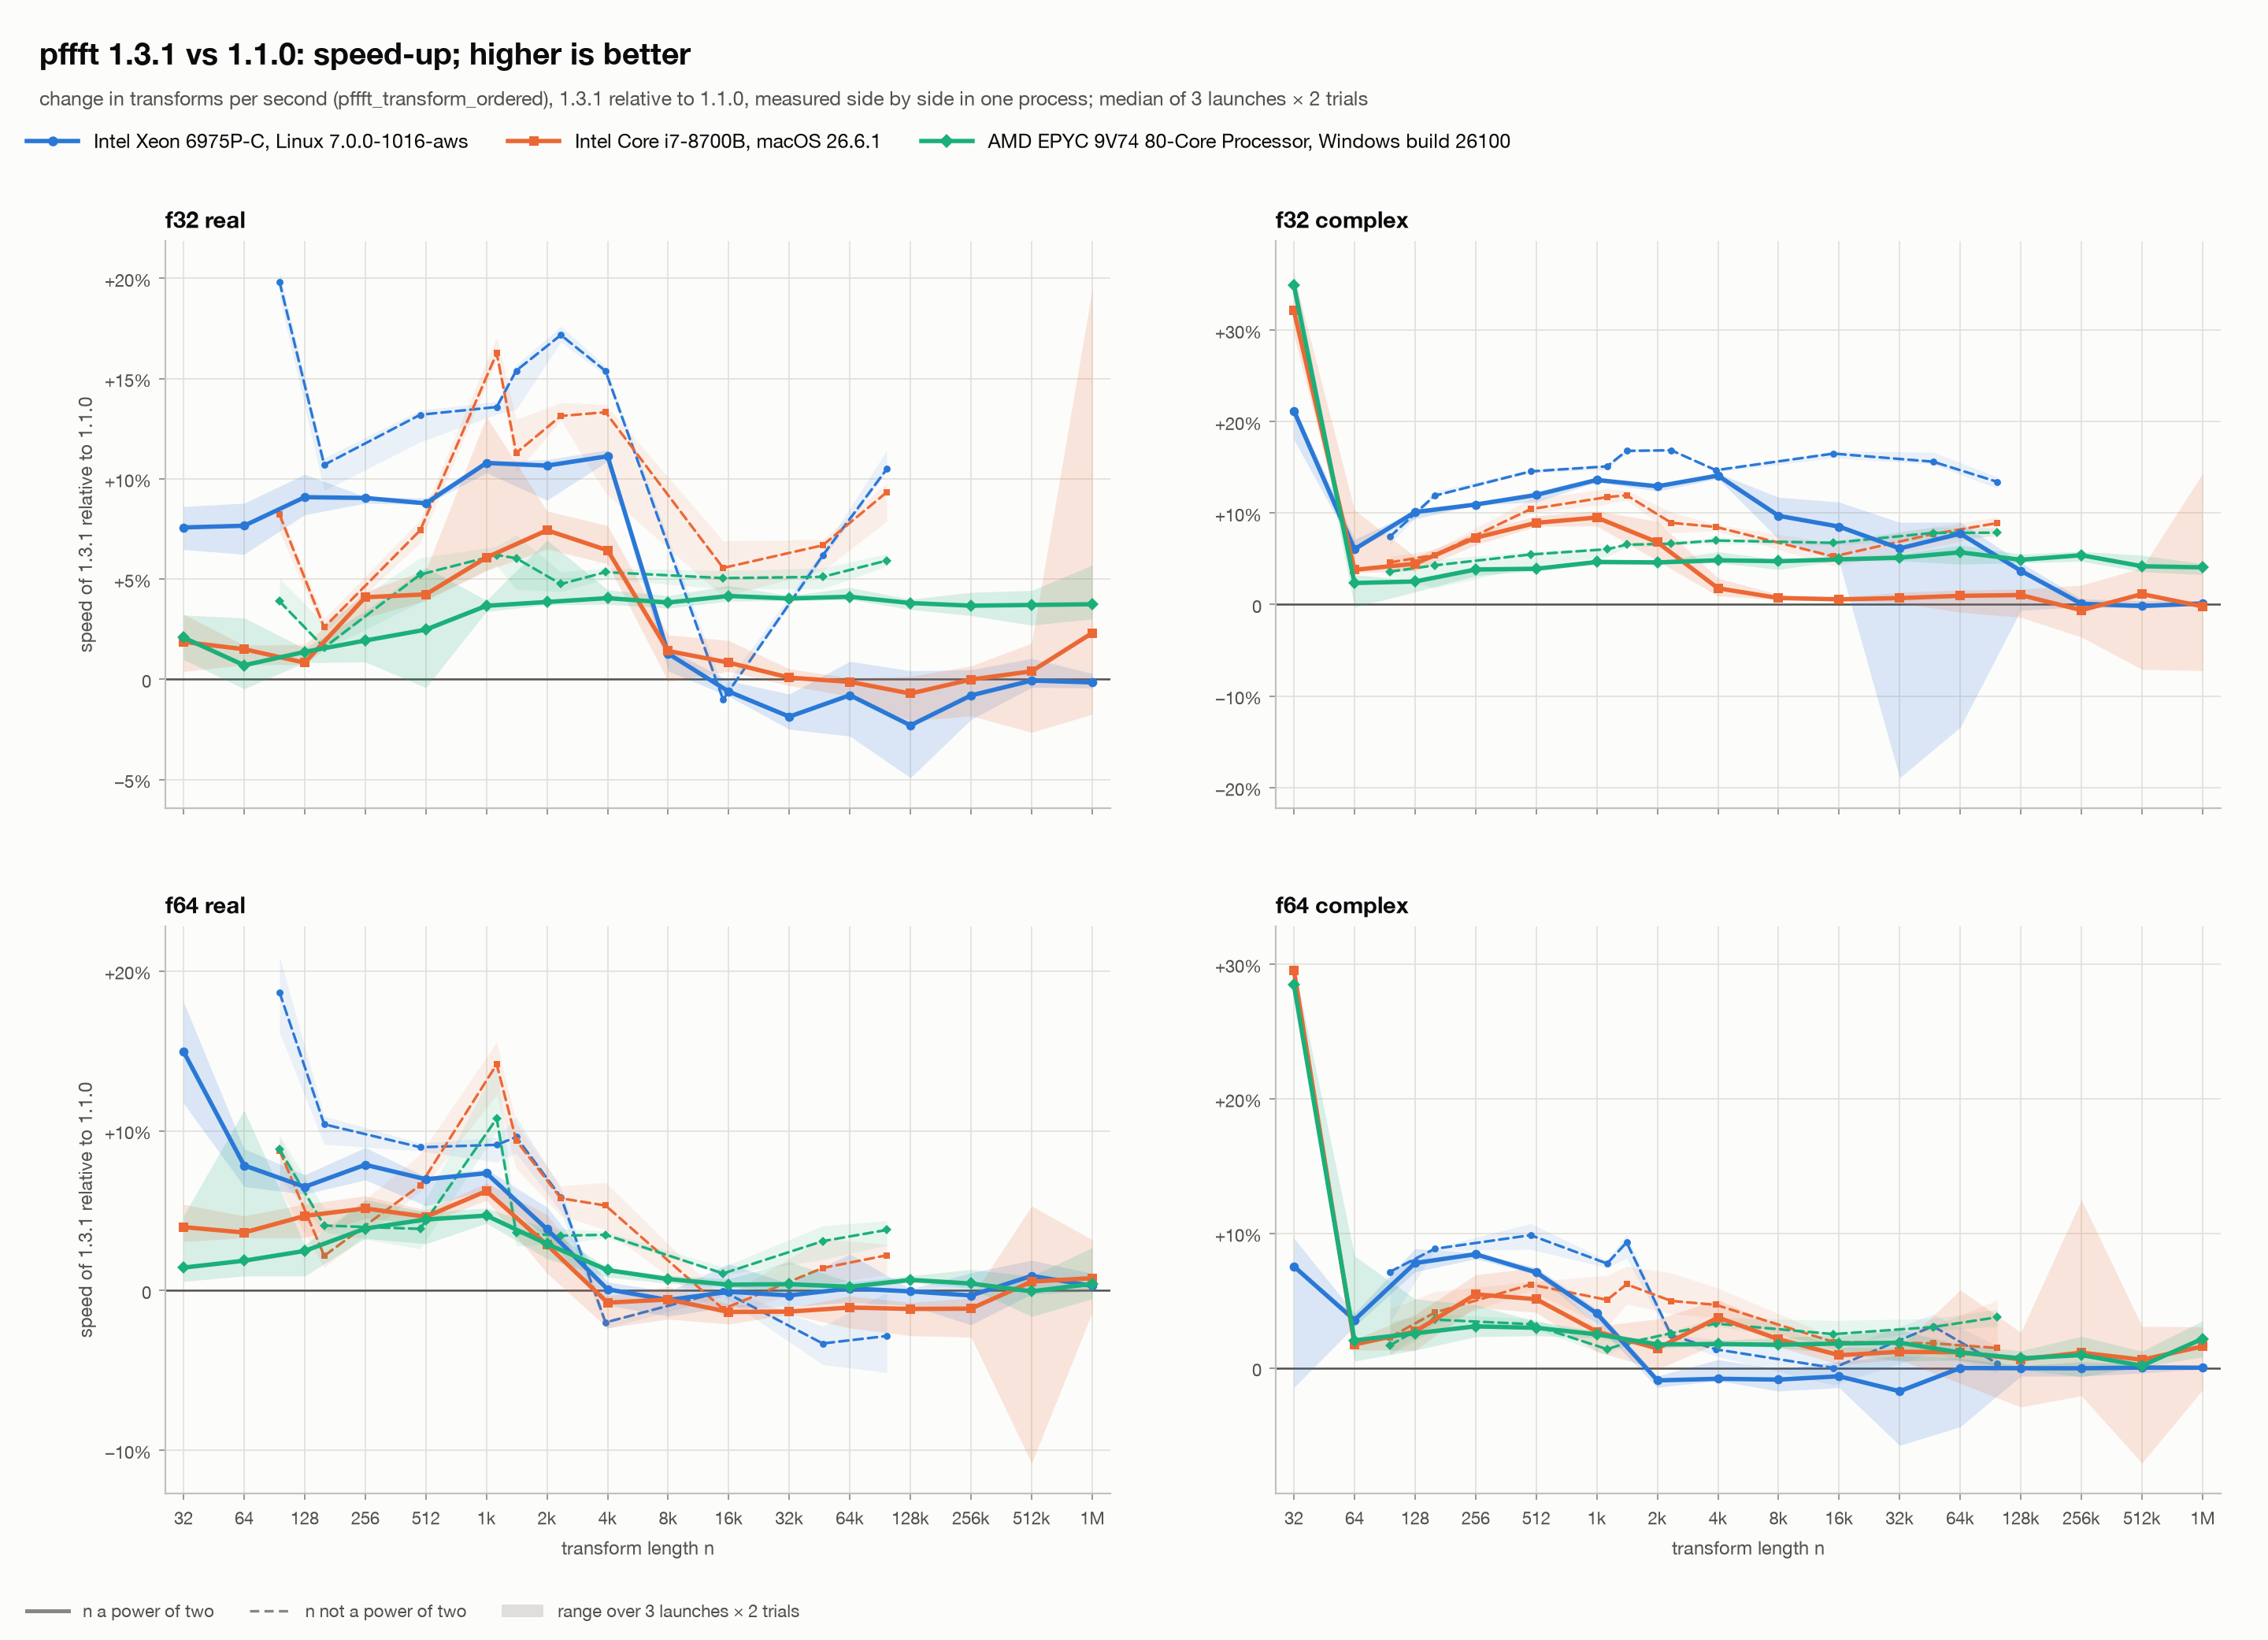 pffft 1.3.1 vs 1.1.0: speed-up; higher is better
change in transforms per second (pffft_transform_ordered), 1.3.1 relative to 1.1.0, measured side by side in one process; median of 3 launches × 2 trials
Intel Xeon 6975P-C, Linux 7.0.0-1016-aws
Intel Core i7-8700B, macOS 26.6.1
AMD EPYC 9V74 80-Core Processor, Windows build 26100
f32 real
+20%
+15%
+10%
+5%
0
−5%
speed of 1.3.1 relative to 1.1.0
f32 complex
+30%
+20%
+10%
0
−10%
−20%
f64 real
+20%
+10%
0
−10%
speed of 1.3.1 relative to 1.1.0
32 64 128 256 512 1k 2k 4k 8k 16k 32k 64k 128k 256k 512k 1M
transform length n
f64 complex
+30%
+20%
+10%
0
32 64 128 256 512 1k 2k 4k 8k 16k 32k 64k 128k 256k 512k 1M
transform length n
n a power of two
n not a power of two
range over 3 launches × 2 trials